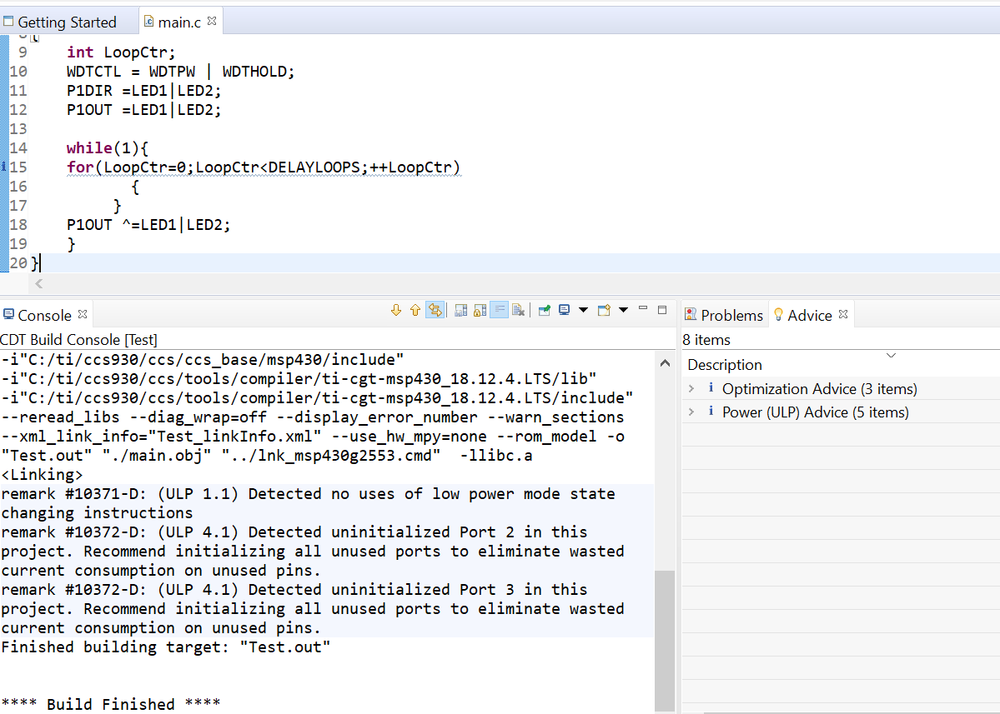 Getting Started
main.c
9 int LoopCtr;
10 WDTCTL = WDTPW | WDTHOLD;
11 P1DIR =LED1|LED2;
12 P1OUT =LED1|LED2;
13
14 while(1){
15 for(LoopCtr=0;LoopCtr<DELAYLOOPS;++LoopCtr)
16 {
17 }
18 P1OUT ^=LED1|LED2;
19 }
20 }
Console
CDT Build Console [Test]
-i"C:/ti/ccs930/ccs/ccs_base/msp430/include"
-i"C:/ti/ccs930/ccs/tools/compiler/ti-cgt-msp430_18.12.4.LTS/lib"
-i"C:/ti/ccs930/ccs/tools/compiler/ti-cgt-msp430_18.12.4.LTS/include"
--reread_libs --diag_wrap=off --display_error_number --warn_sections
--xml_link_info="Test_linkInfo.xml" --use_hw_mpy=none --rom_model -o
"Test.out" "./main.obj" "../lnk_msp430g2553.cmd"  -llibc.a
<Linking>
remark #10371-D: (ULP 1.1) Detected no uses of low power mode state
changing instructions
remark #10372-D: (ULP 4.1) Detected uninitialized Port 2 in this
project. Recommend initializing all unused ports to eliminate wasted
current consumption on unused pins.
remark #10372-D: (ULP 4.1) Detected uninitialized Port 3 in this
project. Recommend initializing all unused ports to eliminate wasted
current consumption on unused pins.
Finished building target: "Test.out"
**** Build Finished ****
Problems
Advice
8 items
Description
Optimization Advice (3 items)
Power (ULP) Advice (5 items)